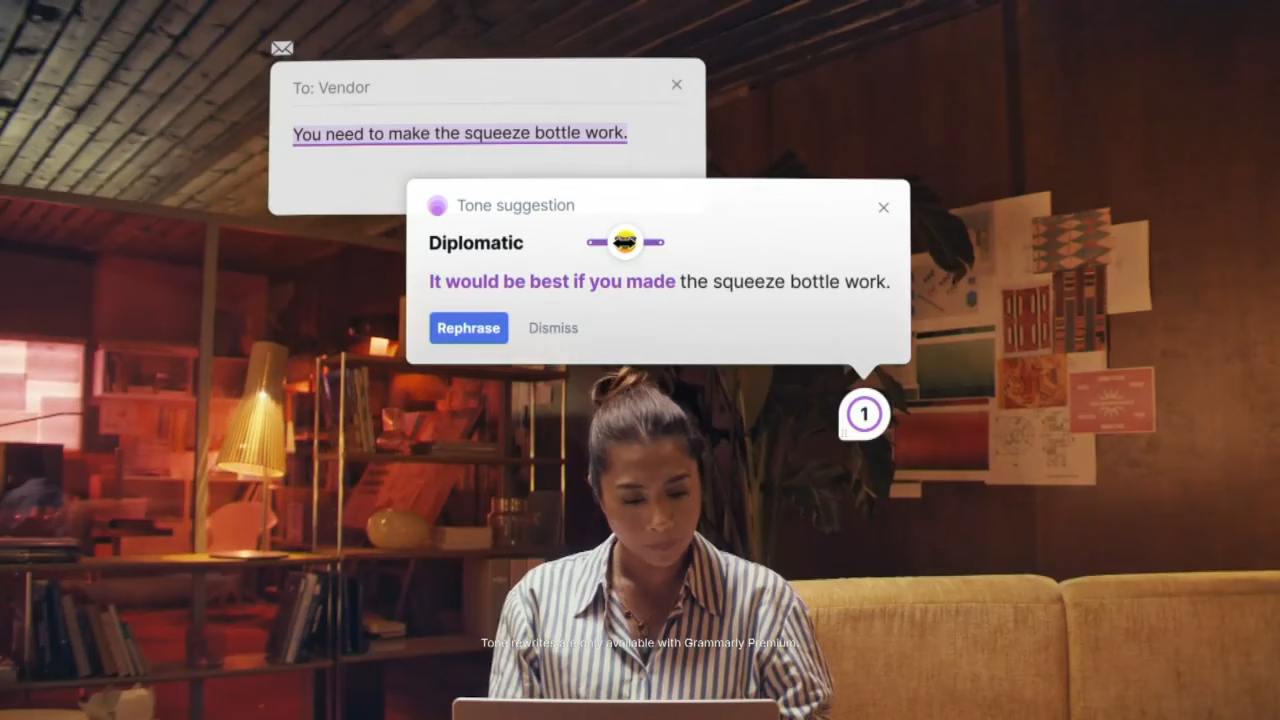 To: Vendor
You need to make the squeeze bottle work.
Tone suggestion
Diplomatic
It would be best if you made the squeeze bottle work.
Rephrase
Dismiss
1
Tone rewrites are only available with Grammarly Premium.